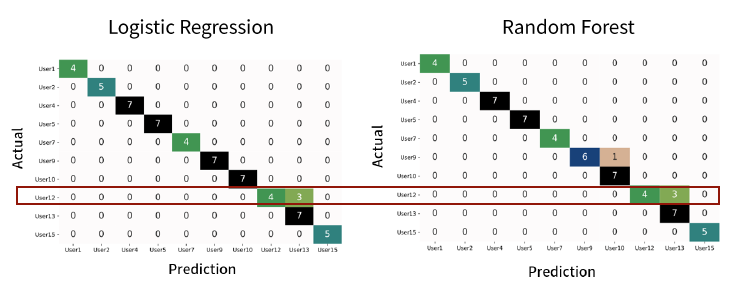 Logistic Regression
Random Forest
Actual
User1 4 0 0 0 0 0 0 0 0 0
User2 0 5 0 0 0 0 0 0 0 0
User4 0 0 7 0 0 0 0 0 0 0
User5 0 0 0 7 0 0 0 0 0 0
User7 0 0 0 0 4 0 0 0 0 0
User9 0 0 0 0 0 7 0 0 0 0
User10 0 0 0 0 0 0 7 0 0 0
User12 0 0 0 0 0 0 0 4 3 0
User13 0 0 0 0 0 0 0 0 7 0
User15 0 0 0 0 0 0 0 0 0 5
User1 User2 User4 User5 User7 User9 User10 User12 User13 User15
Prediction
Actual
User1 4 0 0 0 0 0 0 0 0 0
User2 0 5 0 0 0 0 0 0 0 0
User4 0 0 7 0 0 0 0 0 0 0
User5 0 0 0 7 0 0 0 0 0 0
User7 0 0 0 0 4 0 0 0 0 0
User9 0 0 0 0 0 6 1 0 0 0
User10 0 0 0 0 0 0 7 0 0 0
User12 0 0 0 0 0 0 0 4 3 0
User13 0 0 0 0 0 0 0 0 7 0
User15 0 0 0 0 0 0 0 0 0 5
User1 User2 User4 User5 User7 User9 User10 User12 User13 User15
Prediction